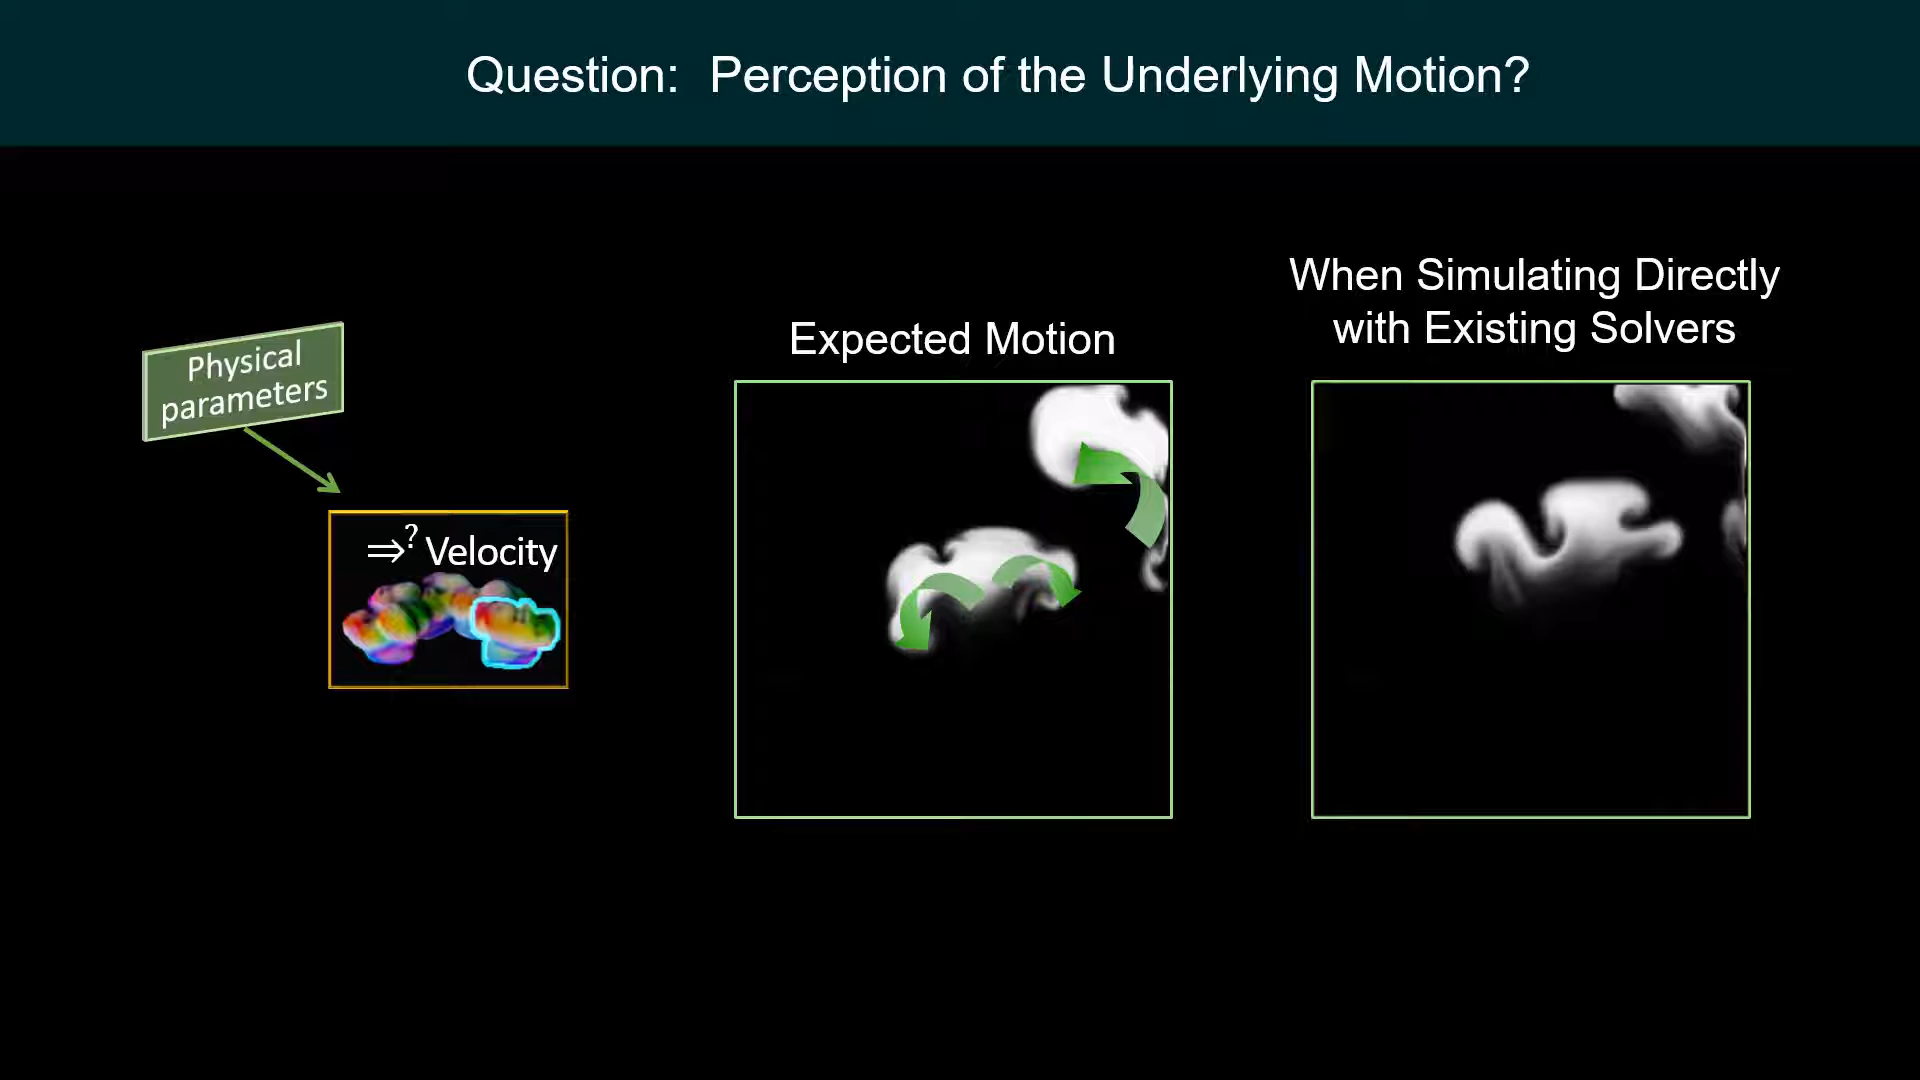 Question: Perception of the Underlying Motion?
Physical
parameters
⇒? Velocity
Expected Motion
When Simulating Directly
with Existing Solvers